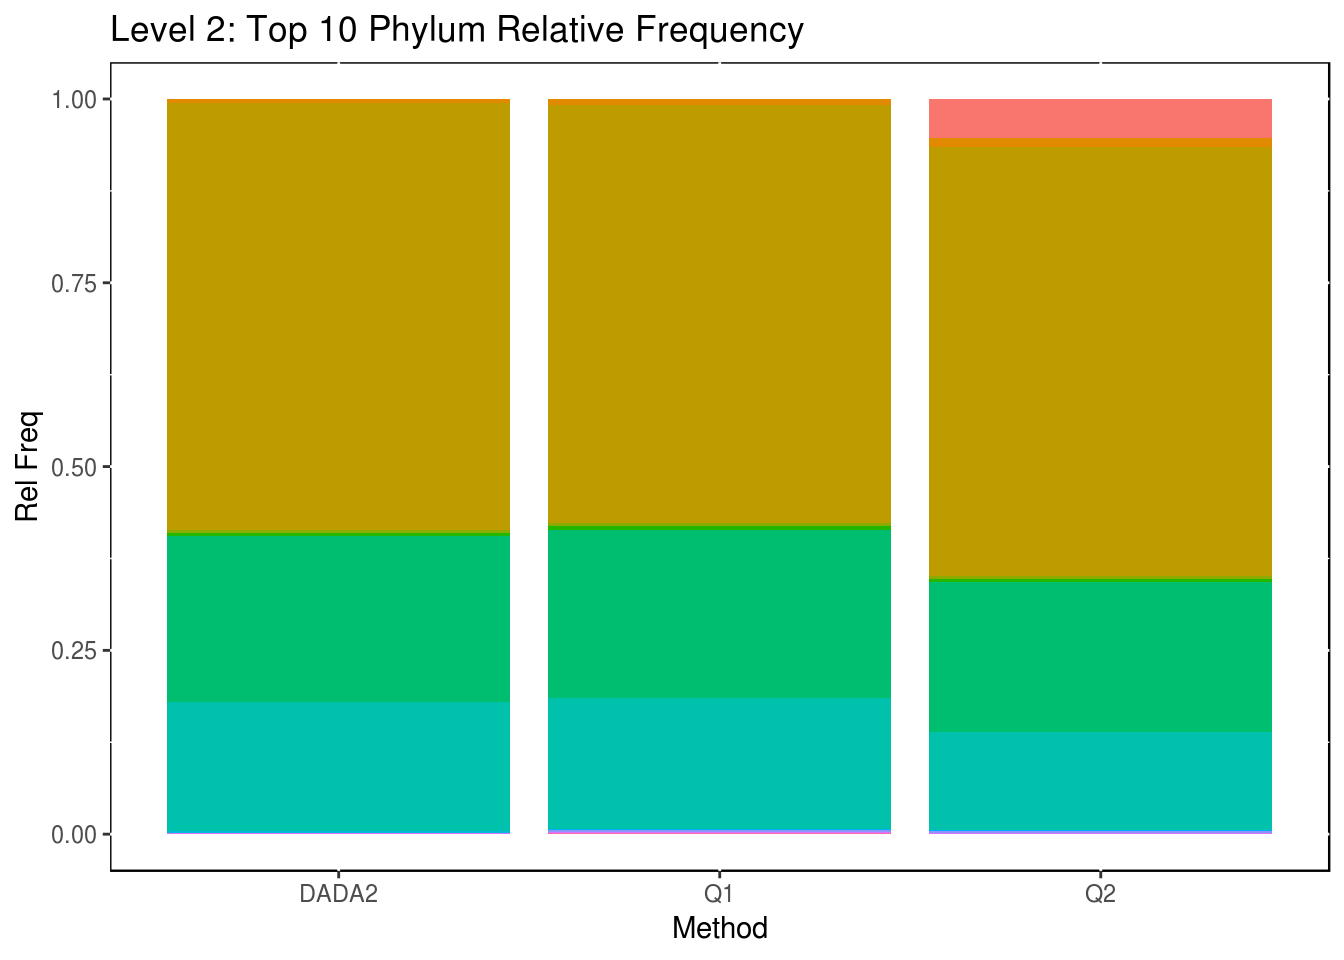 Level 2: Top 10 Phylum Relative Frequency
Rel Freq
1.00
0.75
0.50
0.25
0.00
DADA2 Q1 Q2
Method